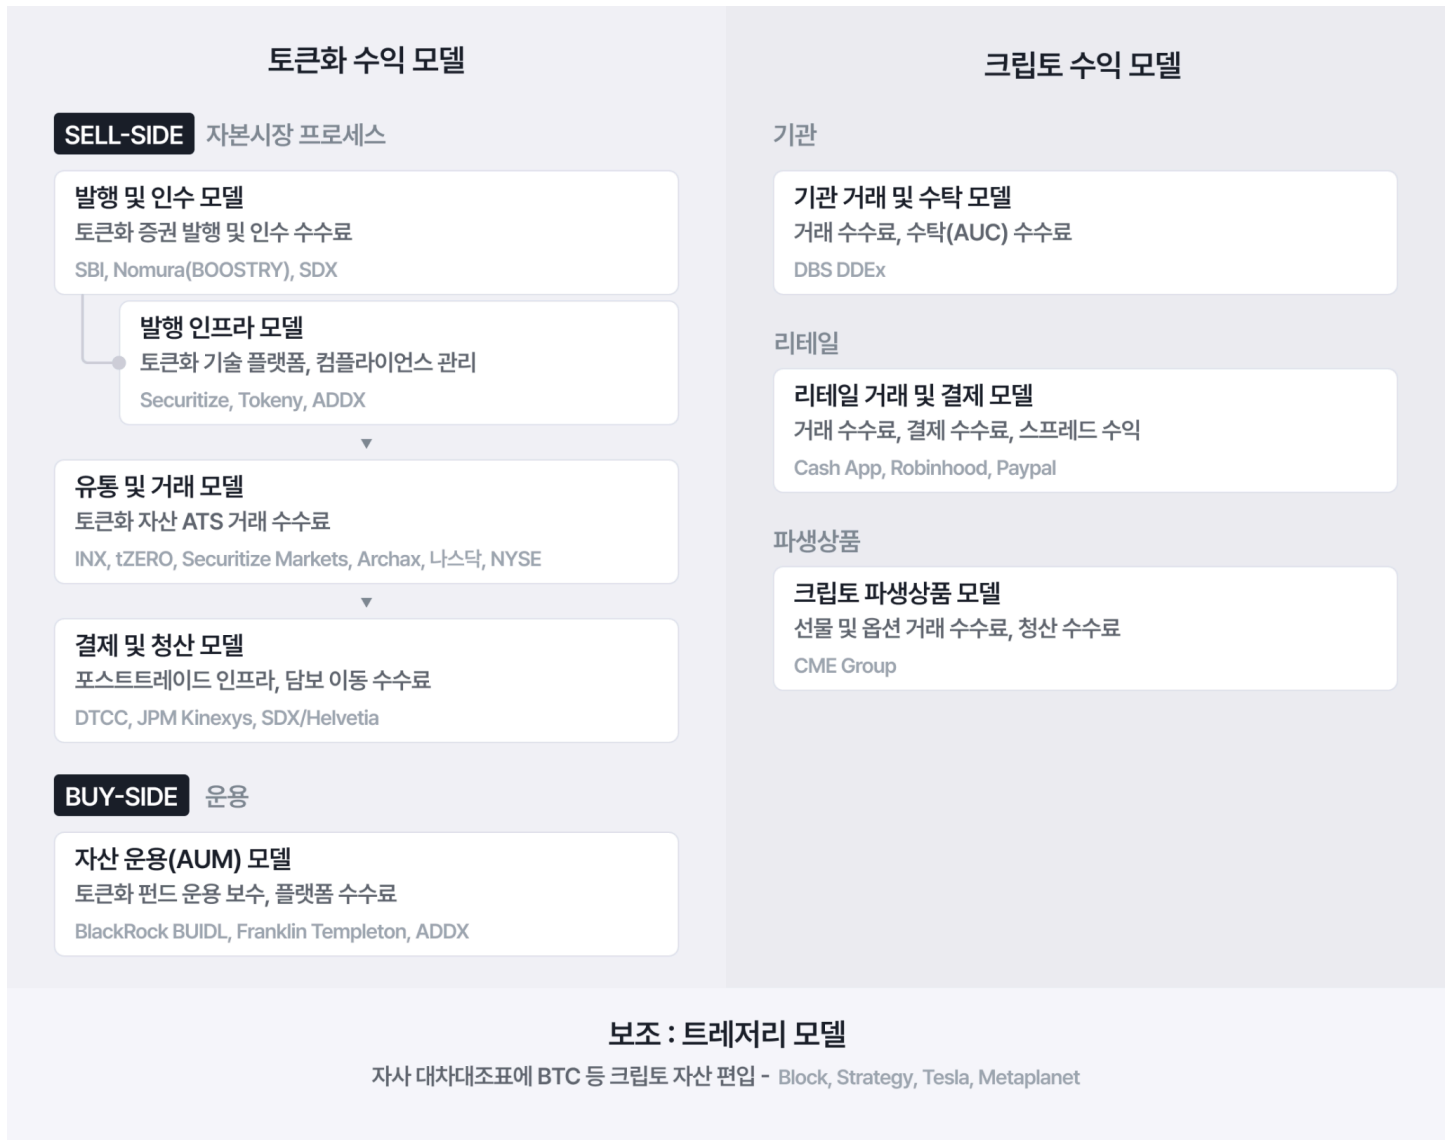 토큰화 수익 모델
SELL-SIDE 자본시장 프로세스
발행 및 인수 모델
토큰화 증권 발행 및 인수 수수료
SBI, Nomura(BOOSTRY), SDX
발행 인프라 모델
토큰화 기술 플랫폼, 컴플라이언스 관리
Securitize, Tokeny, ADDX
유통 및 거래 모델
토큰화 자산 ATS 거래 수수료
INX, tZERO, Securitize Markets, Archax, 나스닥, NYSE
결제 및 청산 모델
포스트트레이드 인프라, 담보 이동 수수료
DTCC, JPM Kinexys, SDX/Helvetia
BUY-SIDE 운용
자산 운용(AUM) 모델
토큰화 펀드 운용 보수, 플랫폼 수수료
BlackRock BUIDL, Franklin Templeton, ADDX
크립토 수익 모델
기관
기관 거래 및 수탁 모델
거래 수수료, 수탁(AUC) 수수료
DBS DDEx
리테일
리테일 거래 및 결제 모델
거래 수수료, 결제 수수료, 스프레드 수익
Cash App, Robinhood, Paypal
파생상품
크립토 파생상품 모델
선물 및 옵션 거래 수수료, 청산 수수료
CME Group
보조 : 트레저리 모델
자사 대차대조표에 BTC 등 크립토 자산 편입 - Block, Strategy, Tesla, Metaplanet